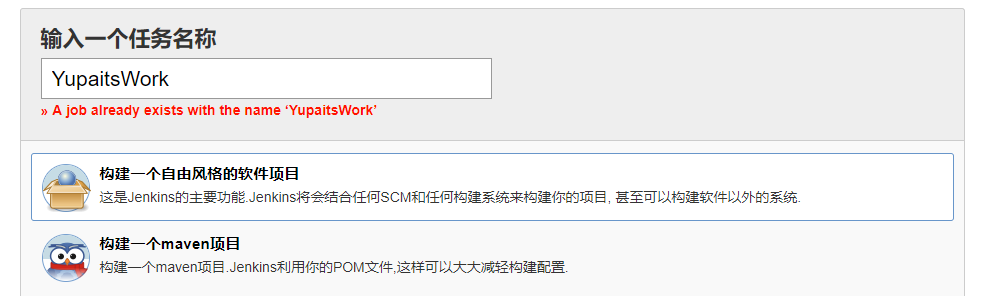 输入一个任务名称
YupaitsWork
» A job already exists with the name ‘YupaitsWork’
构建一个自由风格的软件项目
这是Jenkins的主要功能.Jenkins将会结合任何SCM和任何构建系统来构建你的项目, 甚至可以构建软件以外的系统.
构建一个maven项目
构建一个maven项目.Jenkins利用你的POM文件,这样可以大大减轻构建配置.